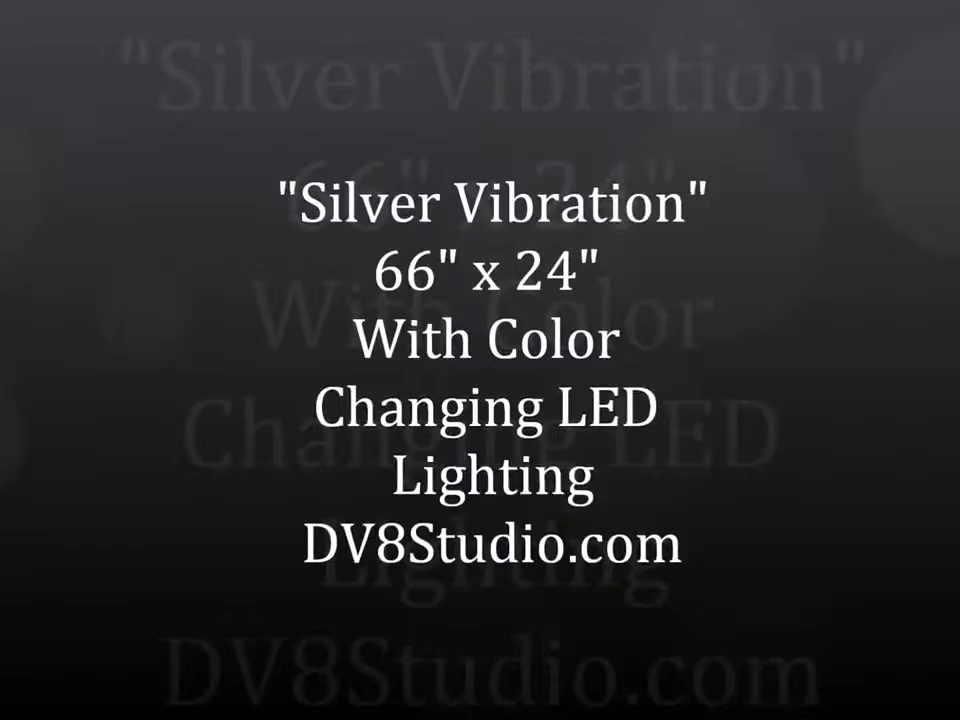 "Silver Vibration"
66" x 24"
With Color
Changing LED
Lighting
DV8Studio.com